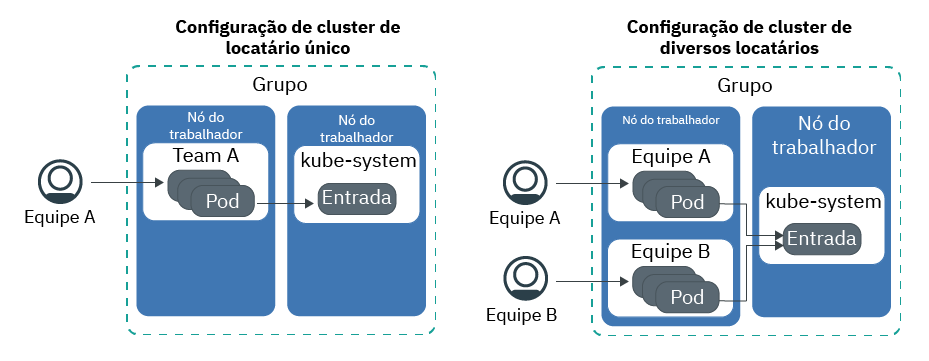 Configuração de cluster de
locatário único
Grupo
Nó do
trabalhador
Team A
Pod
Nó do
trabalhador
kube-system
Entrada
Equipe A
Configuração de cluster de
diversos locatários
Grupo
Nó do trabalhador
Equipe A
Pod
Equipe B
Pod
Nó do
trabalhador
kube-system
Entrada
Equipe A
Equipe B